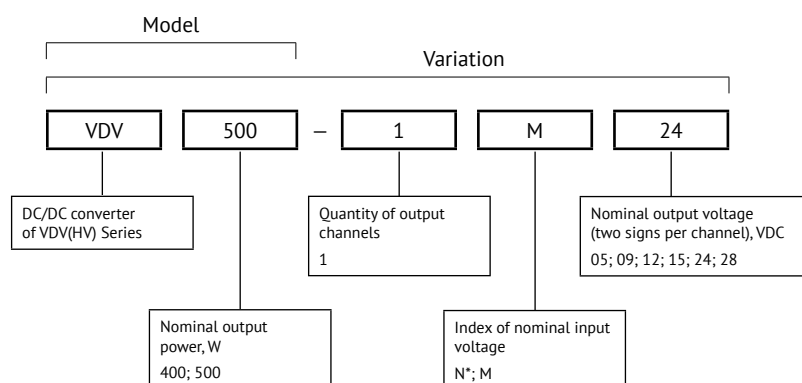 Model
Variation
VDV 500 – 1 M 24
DC/DC converter
of VDV(HV) Series
Quantity of output
channels
1
Nominal output voltage
(two signs per channel), VDC
05; 09; 12; 15; 24; 28
Nominal output
power, W
400; 500
Index of nominal input
voltage
N*; M